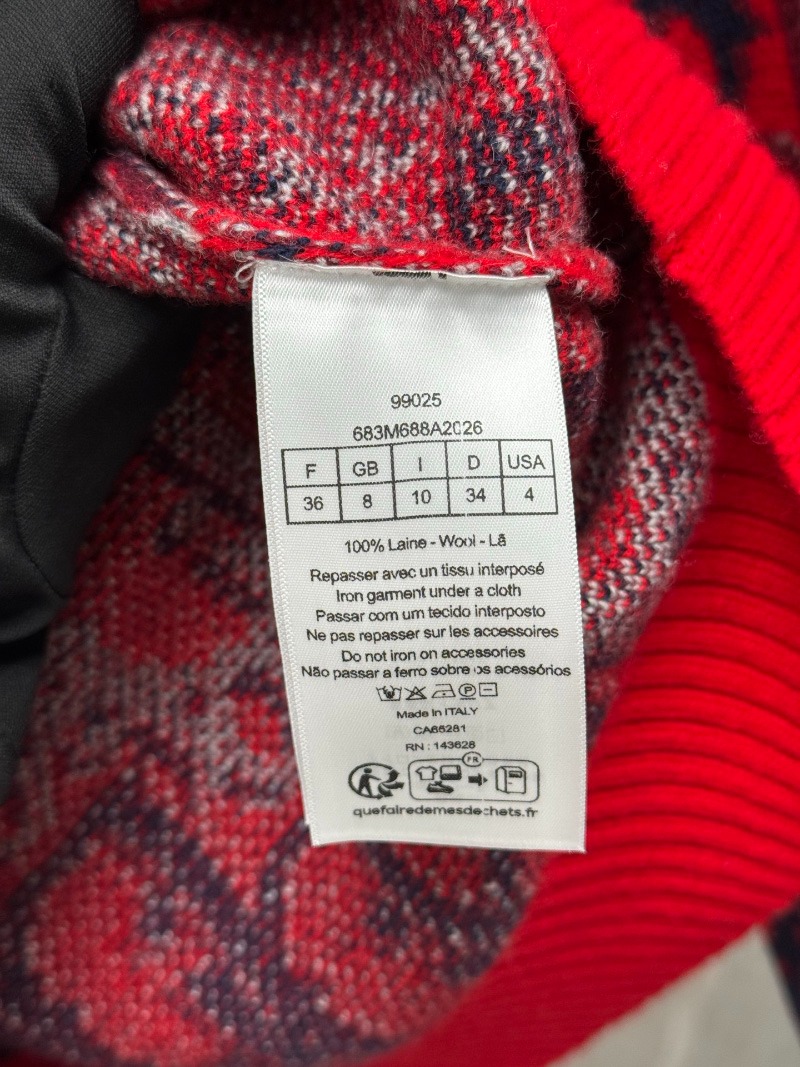 99025
683M688A2026
F GB I D USA
36 8 10 34 4
100% Laine - Wool - Lã
Repasser avec un tissu interposé
Iron garment under a cloth
Passar com um tecido interposto
Ne pas repasser sur les accessoires
Do not iron on accessories
Não passar a ferro sobre os acessórios
P
Made in ITALY
CA66281
RN : 143628
FR
quefairedemesdechets.fr